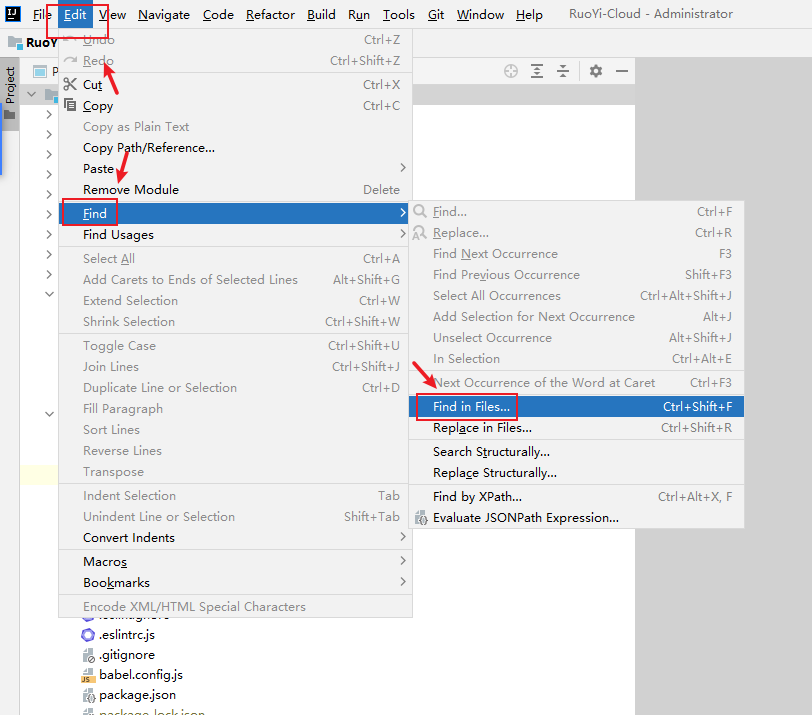 IJ File Edit View Navigate Code Refactor Build Run Tools Git Window Help RuoYi-Cloud - Administrator
RuoY
Project
P
Undo Ctrl+Z
Redo Ctrl+Shift+Z
Cut Ctrl+X
Copy Ctrl+C
Copy as Plain Text
Copy Path/Reference...
Paste
Remove Module Delete
Find
Find Usages
Select All Ctrl+A
Add Carets to Ends of Selected Lines Alt+Shift+G
Extend Selection Ctrl+W
Shrink Selection Ctrl+Shift+W
Toggle Case Ctrl+Shift+U
Join Lines Ctrl+Shift+J
Duplicate Line or Selection Ctrl+D
Fill Paragraph
Sort Lines
Reverse Lines
Transpose
Indent Selection Tab
Unindent Line or Selection Shift+Tab
Convert Indents
Macros
Bookmarks
Encode XML/HTML Special Characters
Find... Ctrl+F
Replace... Ctrl+R
Find Next Occurrence F3
Find Previous Occurrence Shift+F3
Select All Occurrences Ctrl+Alt+Shift+J
Add Selection for Next Occurrence Alt+J
Unselect Occurrence Alt+Shift+J
In Selection Ctrl+Alt+E
Next Occurrence of the Word at Caret Ctrl+F3
Find in Files... Ctrl+Shift+F
Replace in Files... Ctrl+Shift+R
Search Structurally...
Replace Structurally...
Find by XPath... Ctrl+Alt+X, F
Evaluate JSONPath Expression...
.eslintignore
.eslintrc.js
.gitignore
babel.config.js
package.json
package-lock.json